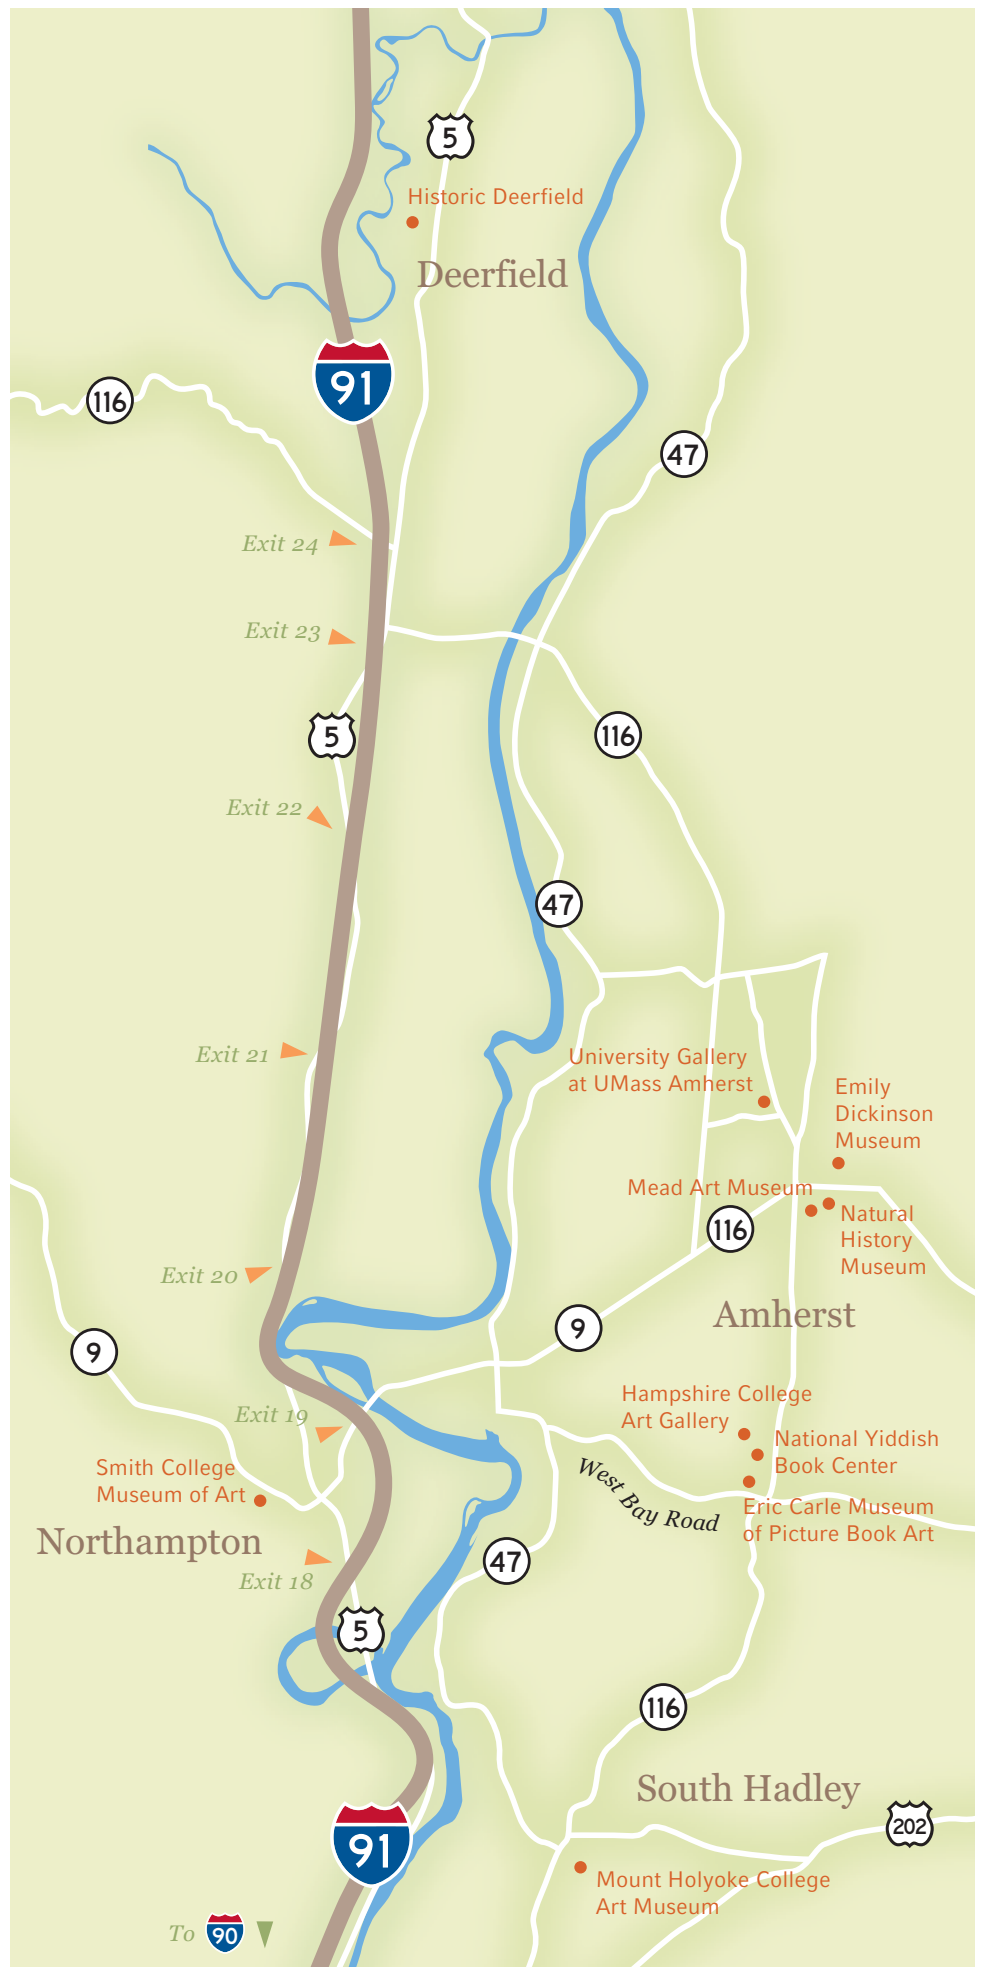 5
Historic Deerfield
Deerfield
91
116
47
Exit 24
Exit 23
5
116
Exit 22
47
Exit 21
University Gallery
at UMass Amherst
Emily
Dickinson
Museum
Mead Art Museum
116
Natural
History
Museum
Exit 20
Amherst
9
9
Hampshire College
Art Gallery
Exit 19
National Yiddish
Book Center
Smith College
Museum of Art
West Bay Road
Eric Carle Museum
of Picture Book Art
Northampton
47
Exit 18
5
116
South Hadley
202
91
Mount Holyoke College
Art Museum
To 90